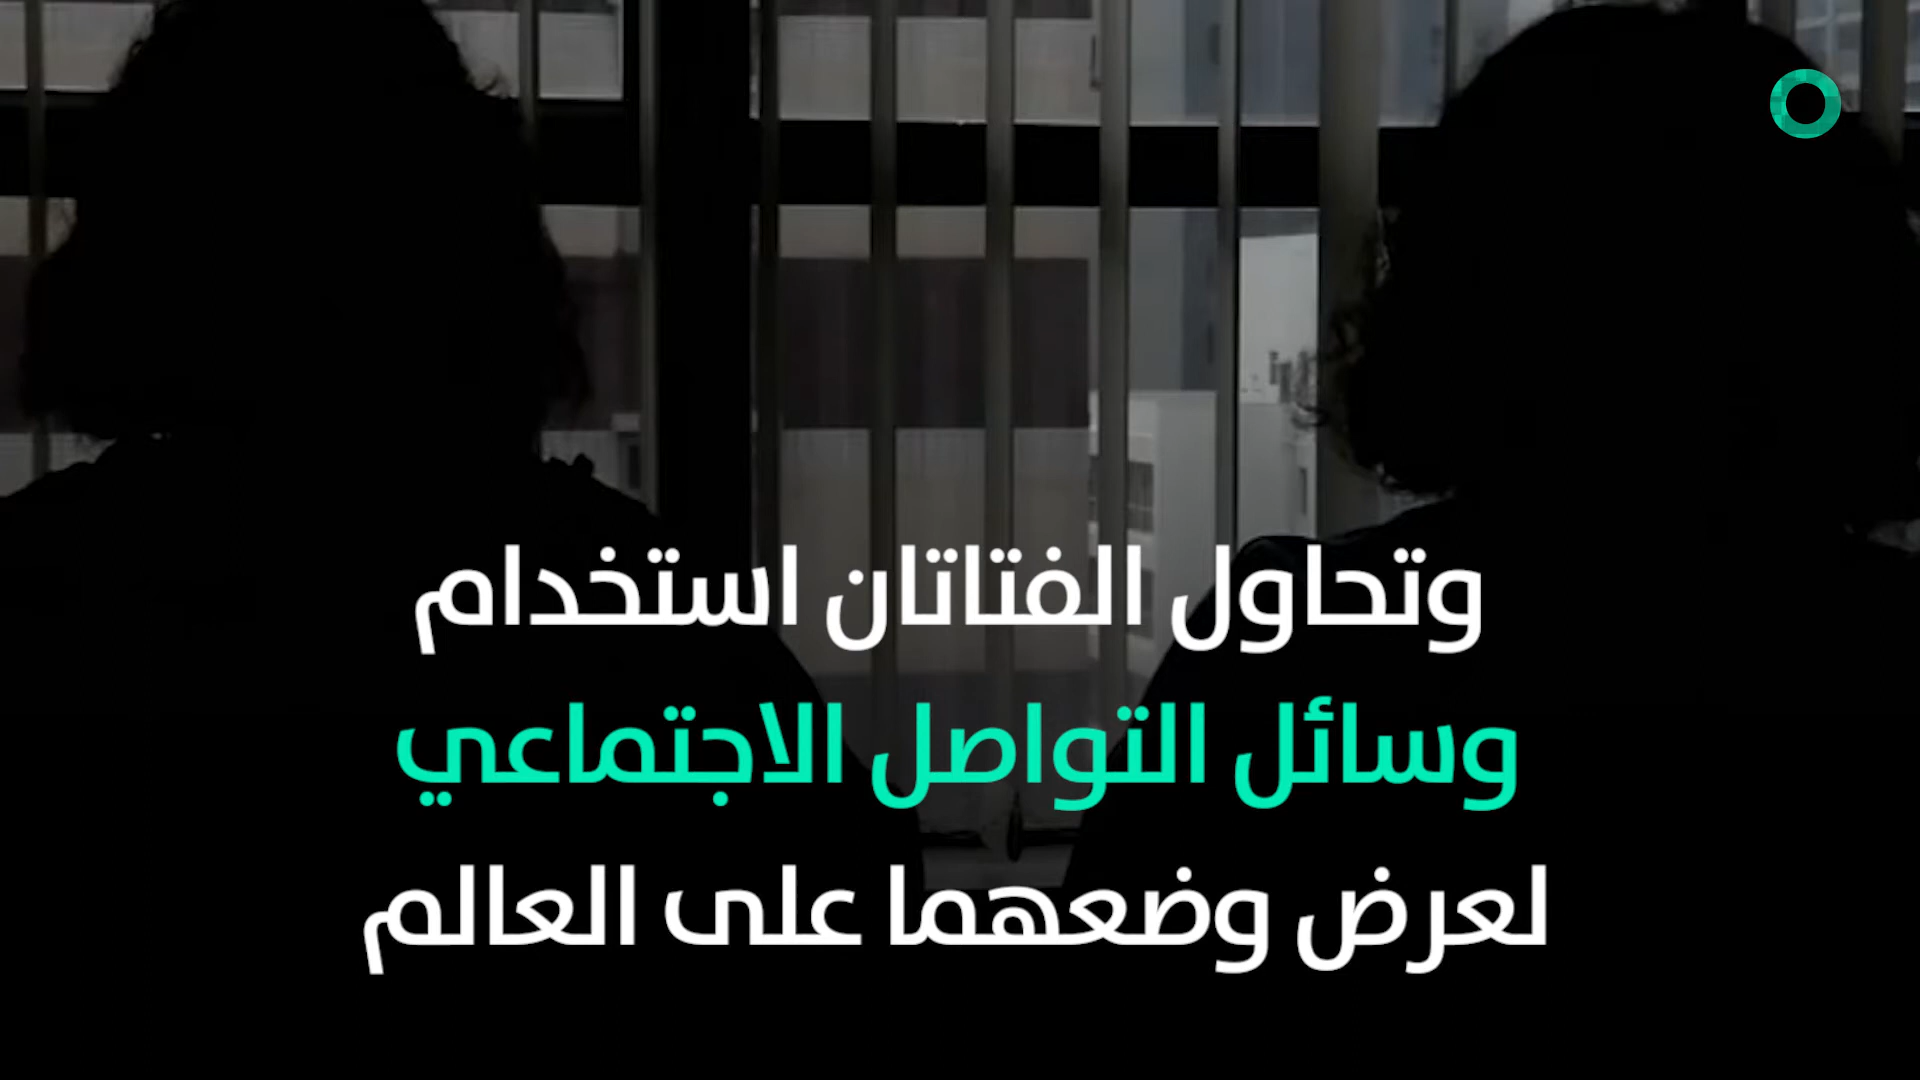 وتحاول الفتاتان استخدام
وسائل التواصل الاجتماعي
لعرض وضعهما على العالم